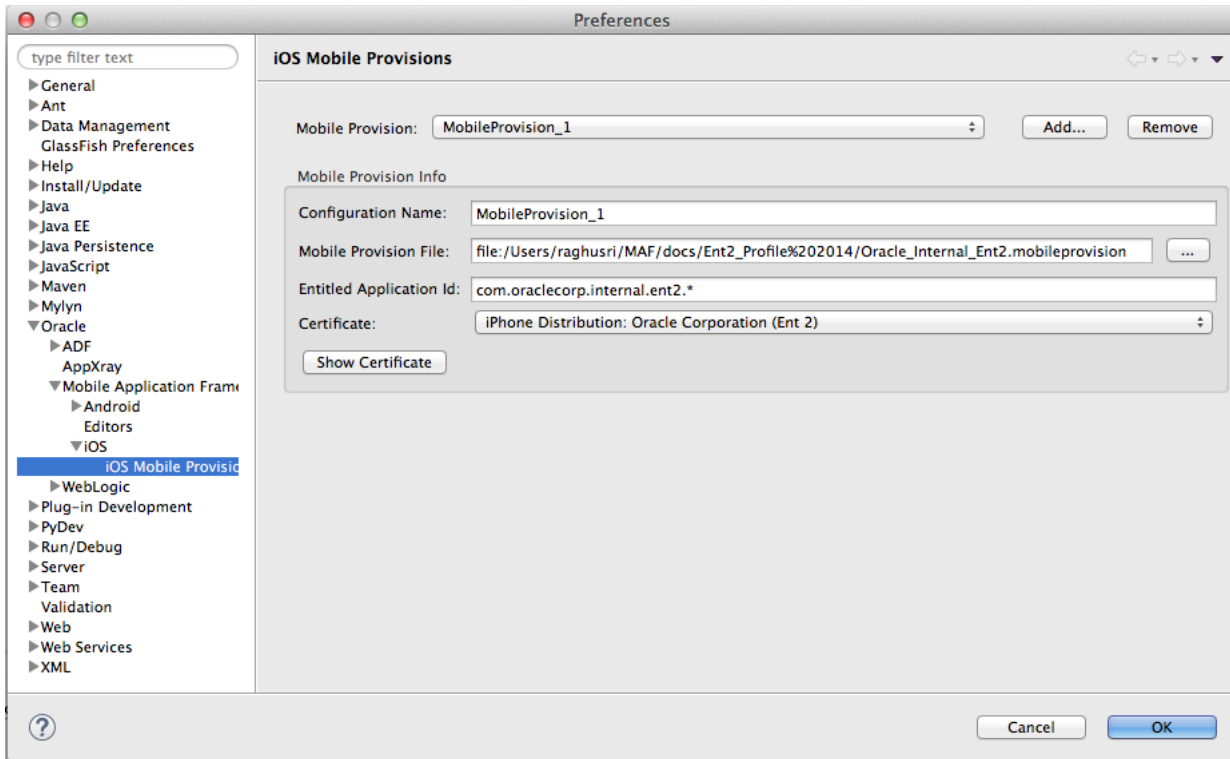 Preferences
type filter text
General
Ant
Data Management
GlassFish Preferences
Help
Install/Update
Java
Java EE
Java Persistence
JavaScript
Maven
Mylyn
Oracle
ADF
AppXray
Mobile Application Frame
Android
Editors
iOS
iOS Mobile Provisio
WebLogic
Plug-in Development
PyDev
Run/Debug
Server
Team
Validation
Web
Web Services
XML
iOS Mobile Provisions
Mobile Provision: MobileProvision_1 Add... Remove
Mobile Provision Info
Configuration Name: MobileProvision_1
Mobile Provision File: file:/Users/raghusri/MAF/docs/Ent2_Profile%202014/Oracle_Internal_Ent2.mobileprovision ...
Entitled Application Id: com.oraclecorp.internal.ent2.*
Certificate: iPhone Distribution: Oracle Corporation (Ent 2)
Show Certificate
? Cancel OK